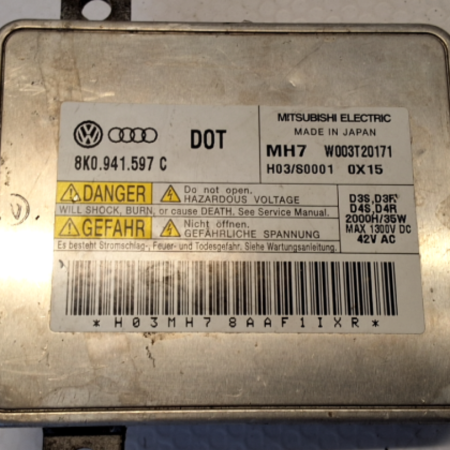 DOT
8K0.941.597 C
MITSUBISHI ELECTRIC
MADE IN JAPAN
MH7 W003T20171
H03/S0001 0X15
DANGER
Do not open.
HAZARDOUS VOLTAGE
WILL SHOCK, BURN, or cause DEATH. See Service Manual.
GEFAHR
Nicht öffnen.
GEFÄHRLICHE SPANNUNG
Es besteht Stromschlag-, Feuer- und Todesgefahr. Siehe Wartungsanleitung.
D3S,D3R
D4S,D4R
2000H/35W
MAX 1300V DC
42V AC
*H03MH78AAF1IXR*